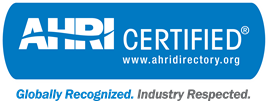 AHRI CERTIFIED®
www.ahridirectory.org
Globally Recognized. Industry Respected.